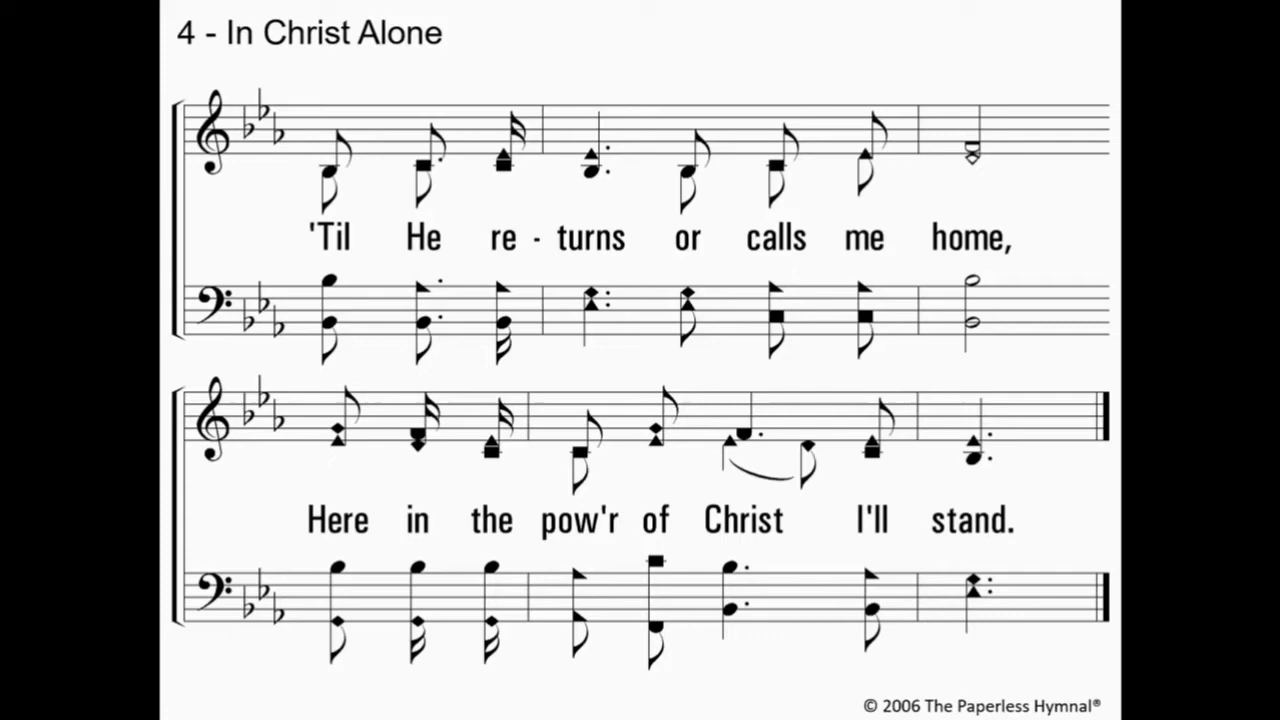 4 - In Christ Alone
'Til He re - turns or calls me home,
Here in the pow'r of Christ I'll stand.
© 2006 The Paperless Hymnal®